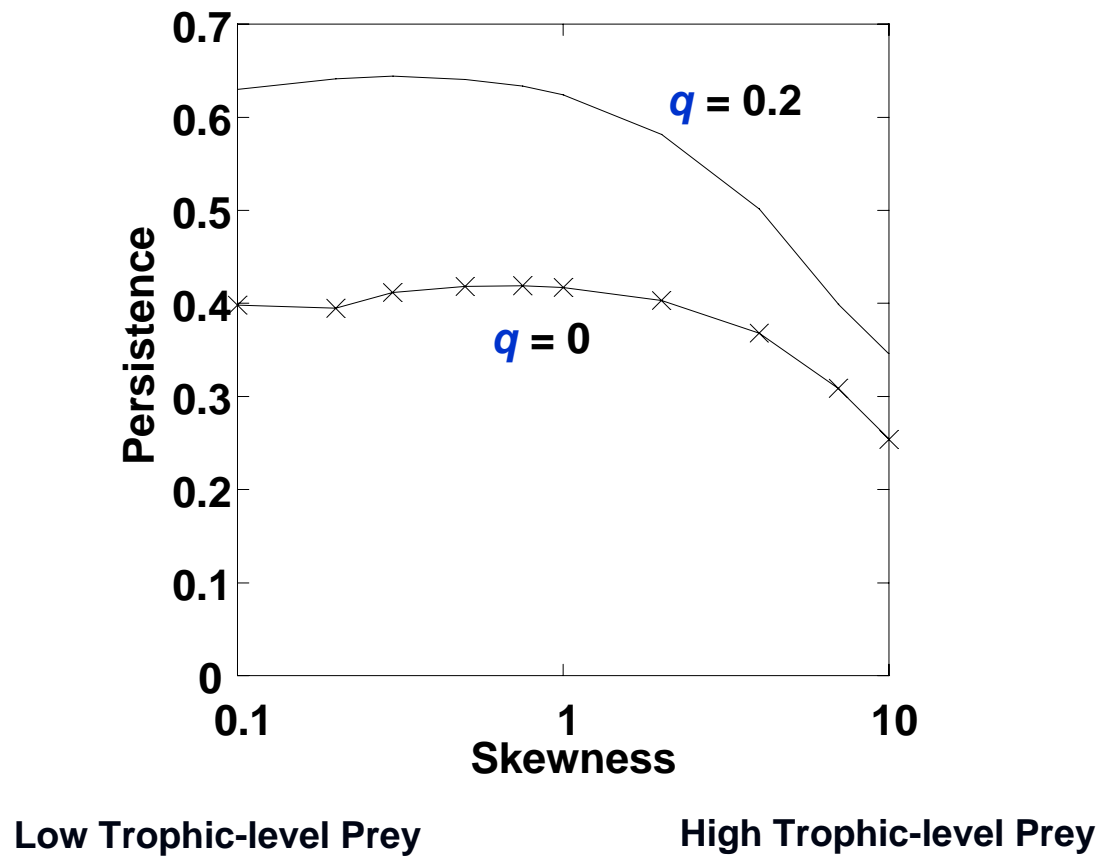 0.7
q = 0.2
0.6
0.5
0.4
q = 0
0.3
0.2
0.1
0
Persistence
0.1 1 10
Skewness
Low Trophic-level Prey High Trophic-level Prey